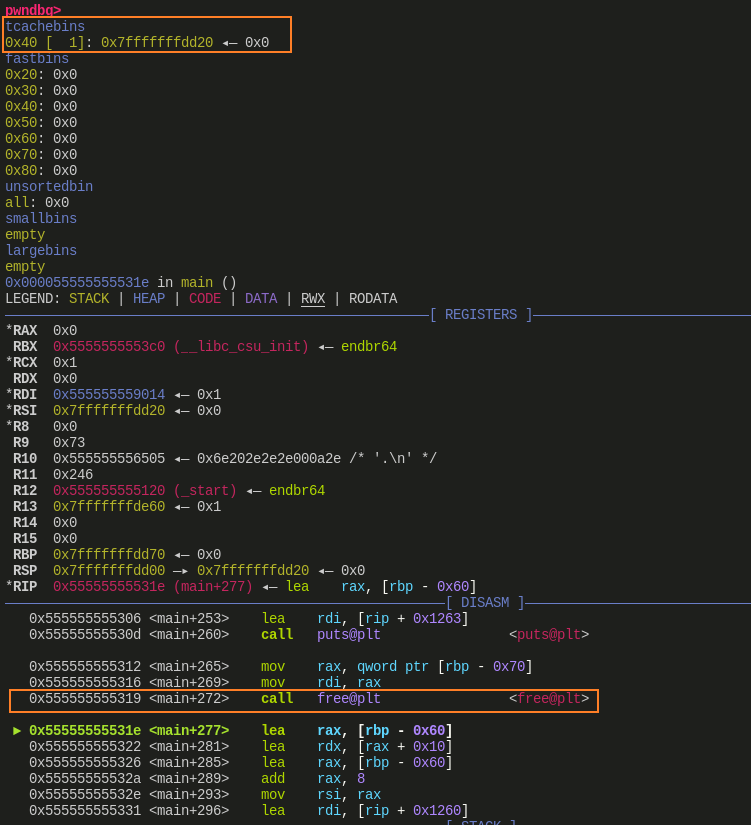 pwndbg>
tcachebins
0x40 [  1]: 0x7fffffffdd20 ◂— 0x0
fastbins
0x20: 0x0
0x30: 0x0
0x40: 0x0
0x50: 0x0
0x60: 0x0
0x70: 0x0
0x80: 0x0
unsortedbin
all: 0x0
smallbins
empty
largebins
empty
0x000055555555531e in main ()
LEGEND: STACK | HEAP | CODE | DATA | RWX | RODATA
[ REGISTERS ]
*RAX  0x0
 RBX  0x5555555553c0 (__libc_csu_init) ◂— endbr64
*RCX  0x1
 RDX  0x0
*RDI  0x555555559014 ◂— 0x1
*RSI  0x7fffffffdd20 ◂— 0x0
*R8   0x0
 R9   0x73
 R10  0x555555556505 ◂— 0x6e202e2e2e000a2e /* '.\n' */
 R11  0x246
 R12  0x555555555120 (_start) ◂— endbr64
 R13  0x7fffffffde60 ◂— 0x1
 R14  0x0
 R15  0x0
 RBP  0x7fffffffdd70 ◂— 0x0
 RSP  0x7fffffffdd00 —▸ 0x7fffffffdd20 ◂— 0x0
*RIP  0x55555555531e (main+277) ◂— lea    rax, [rbp - 0x60]
[ DISASM ]
   0x555555555306 <main+253>    lea    rdi, [rip + 0x1263]
   0x55555555530d <main+260>    call   puts@plt                <puts@plt>
   0x555555555312 <main+265>    mov    rax, qword ptr [rbp - 0x70]
   0x555555555316 <main+269>    mov    rdi, rax
   0x555555555319 <main+272>    call   free@plt                <free@plt>
 ► 0x55555555531e <main+277>    lea    rax, [rbp - 0x60]
   0x555555555322 <main+281>    lea    rdx, [rax + 0x10]
   0x555555555326 <main+285>    lea    rax, [rbp - 0x60]
   0x55555555532a <main+289>    add    rax, 8
   0x55555555532e <main+293>    mov    rsi, rax
   0x555555555331 <main+296>    lea    rdi, [rip + 0x1260]
[ STACK ]